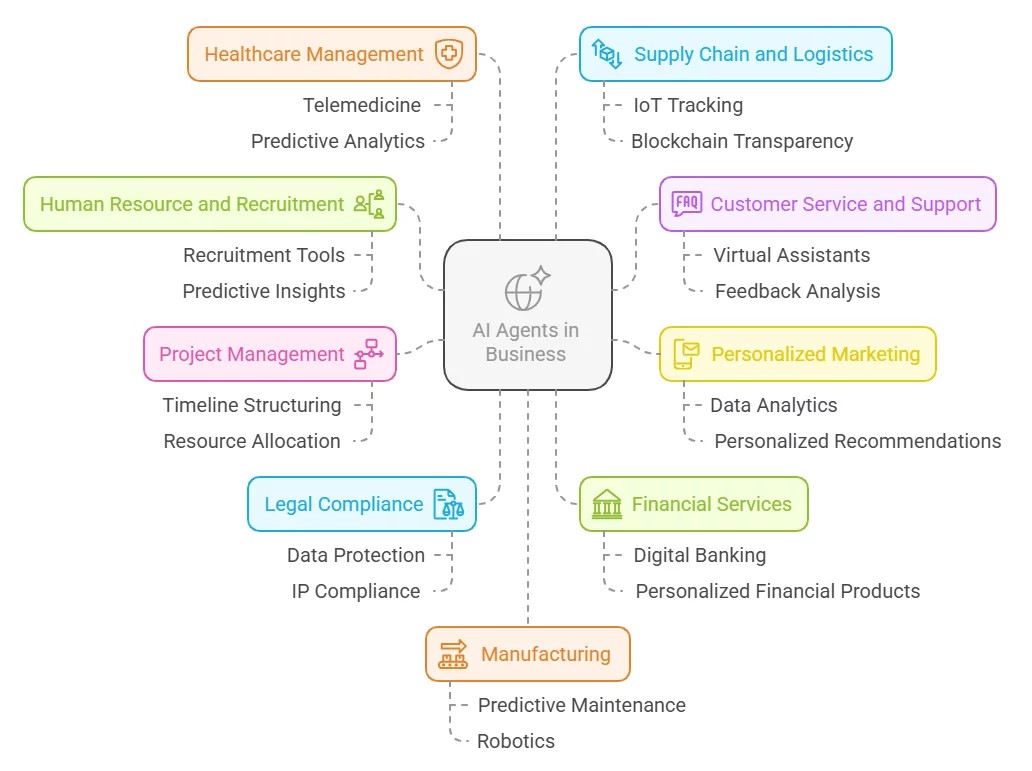 Healthcare Management
Telemedicine
Predictive Analytics
Supply Chain and Logistics
IoT Tracking
Blockchain Transparency
Human Resource and Recruitment
Recruitment Tools
Predictive Insights
FAQ
Customer Service and Support
Virtual Assistants
Feedback Analysis
AI Agents in
Business
Project Management
Timeline Structuring
Resource Allocation
Personalized Marketing
Data Analytics
Personalized Recommendations
Legal Compliance
Data Protection
IP Compliance
Financial Services
Digital Banking
Personalized Financial Products
Manufacturing
Predictive Maintenance
Robotics